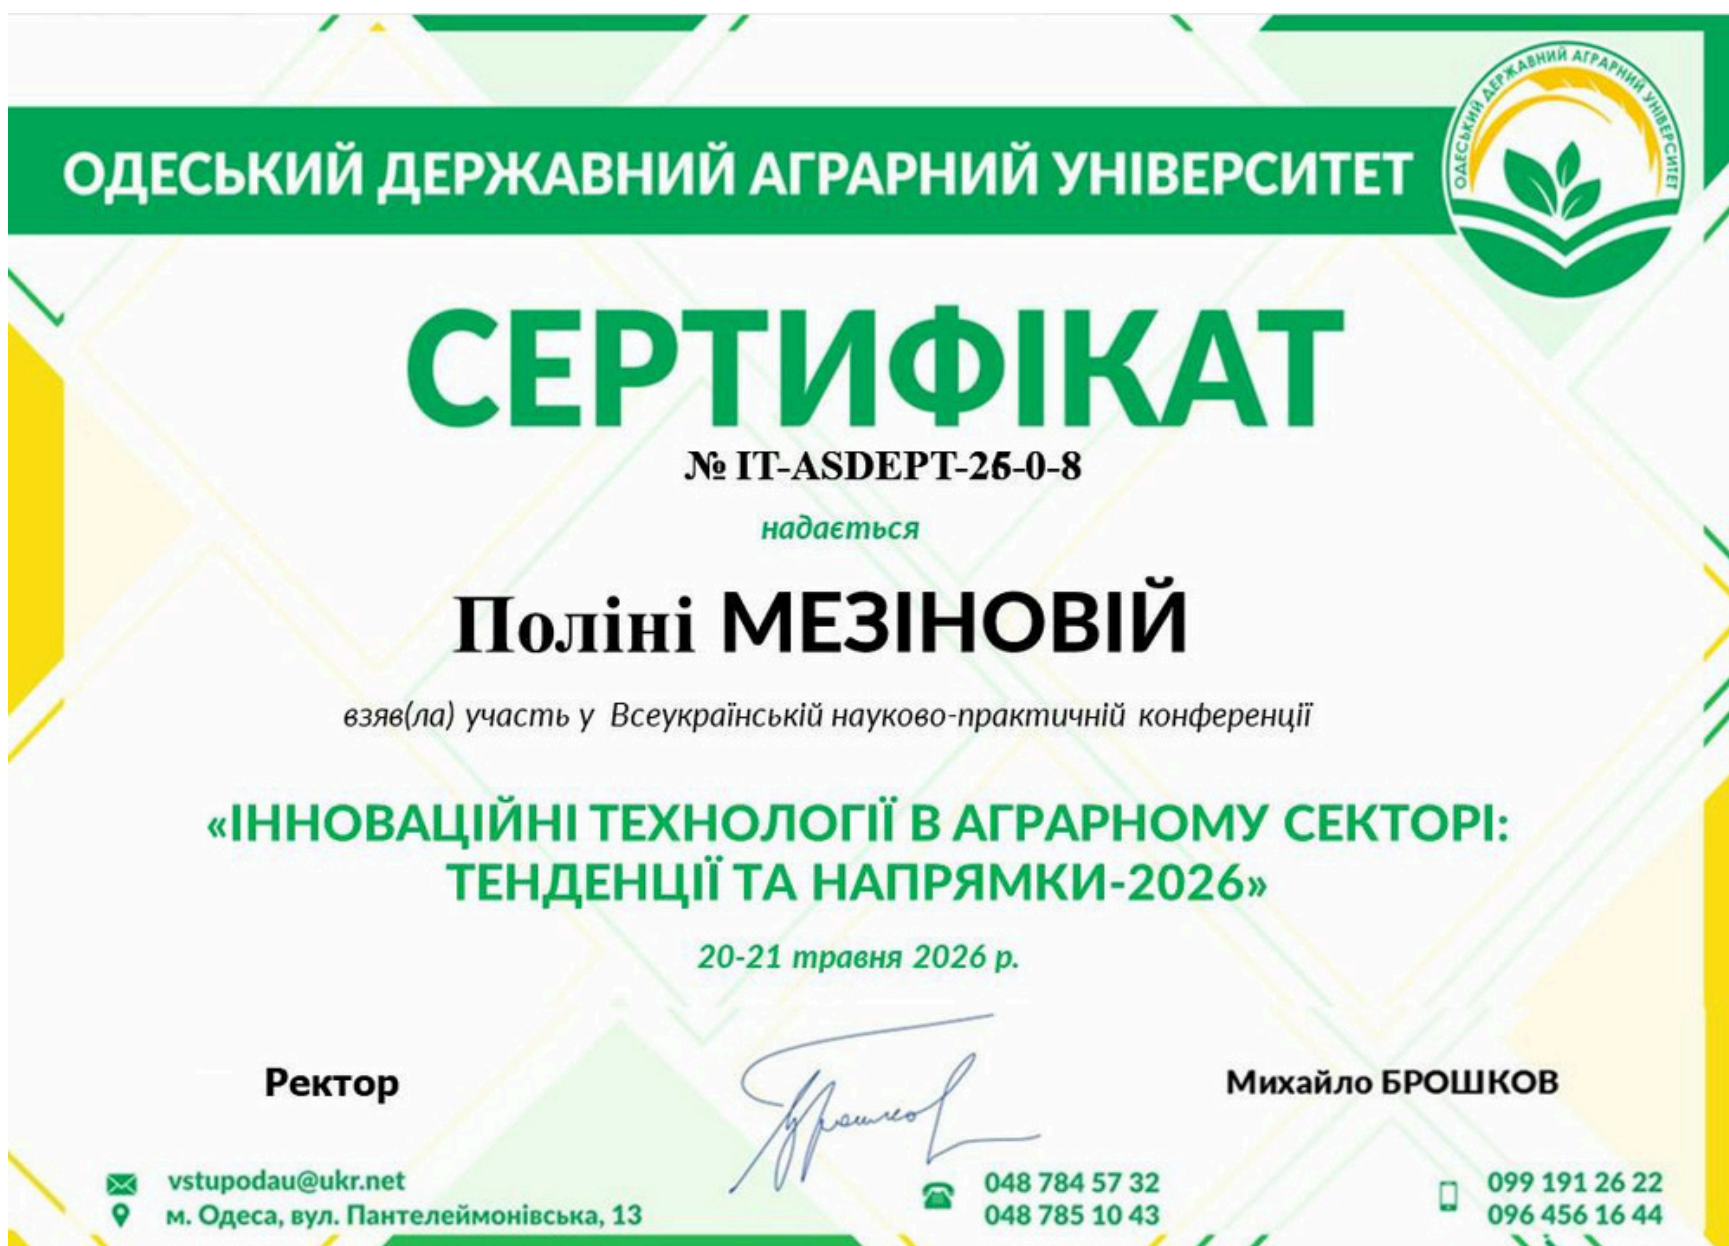 ОДЕСЬКИЙ ДЕРЖАВНИЙ АГРАРНИЙ УНІВЕРСИТЕТ
ОДЕСЬКИЙ ДЕРЖАВНИЙ АГРАРНИЙ УНІВЕРСИТЕТ
СЕРТИФІКАТ
№ IT-ASDEPT-26-0-8
надається
Поліні МЕЗІНОВІЙ
взяв(ла) участь у Всеукраїнській науково-практичній конференції
«ІННОВАЦІЙНІ ТЕХНОЛОГІЇ В АГРАРНОМУ СЕКТОРІ:
ТЕНДЕНЦІЇ ТА НАПРЯМКИ-2026»
20-21 травня 2026 р.
Ректор
Михайло БРОШКОВ
vstupodau@ukr.net
м. Одеса, вул. Пантелеймонівська, 13
048 784 57 32
048 785 10 43
099 191 26 22
096 456 16 44